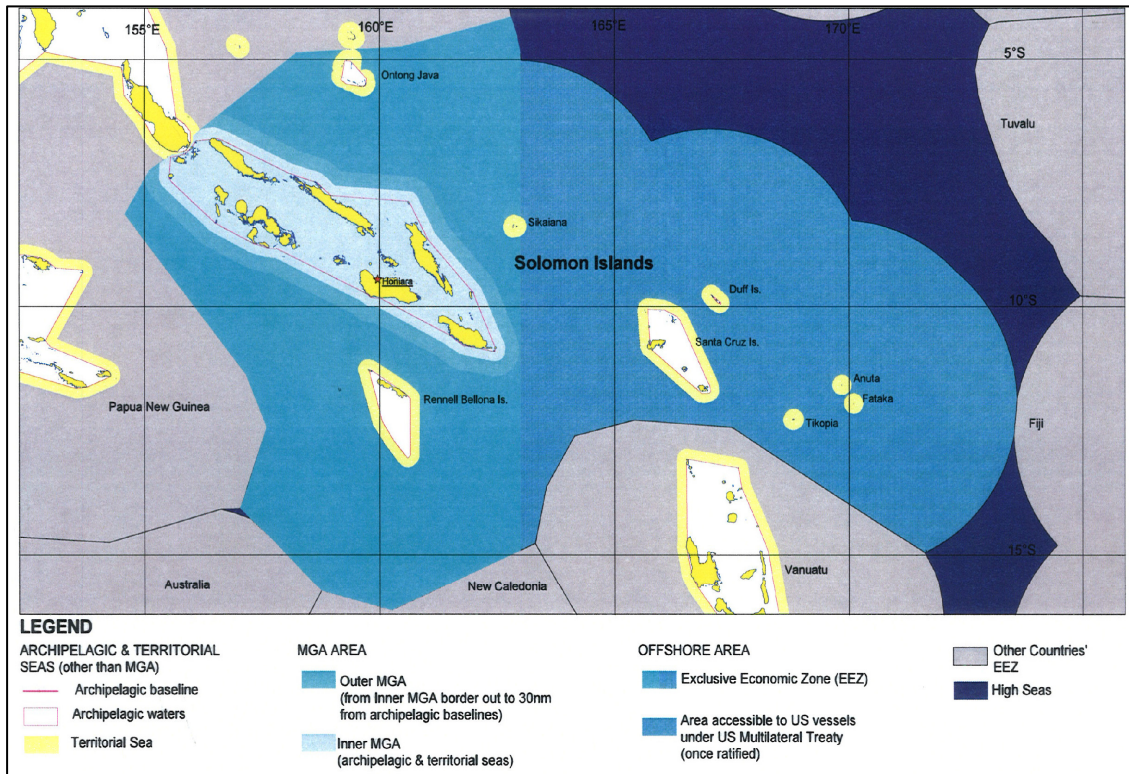 155°E
160°E
165°E
170°E
5°S
Ontong Java
Tuvalu
Sikaiana
Solomon Islands
Honiara
Duff Is.
10°S
Santa Cruz Is.
Anuta
Rennell Bellona Is.
Fataka
Papua New Guinea
Tikopia
Fiji
15°S
Australia
New Caledonia
Vanuatu
LEGEND
ARCHIPELAGIC & TERRITORIAL
SEAS (other than MGA)
Archipelagic baseline
Archipelagic waters
Territorial Sea
MGA AREA
Outer MGA
(from Inner MGA border out to 30nm
from archipelagic baselines)
Inner MGA
(archipelagic & territorial seas)
OFFSHORE AREA
Exclusive Economic Zone (EEZ)
Area accessible to US vessels
under US Multilateral Treaty
(once ratified)
Other Countries'
EEZ
High Seas